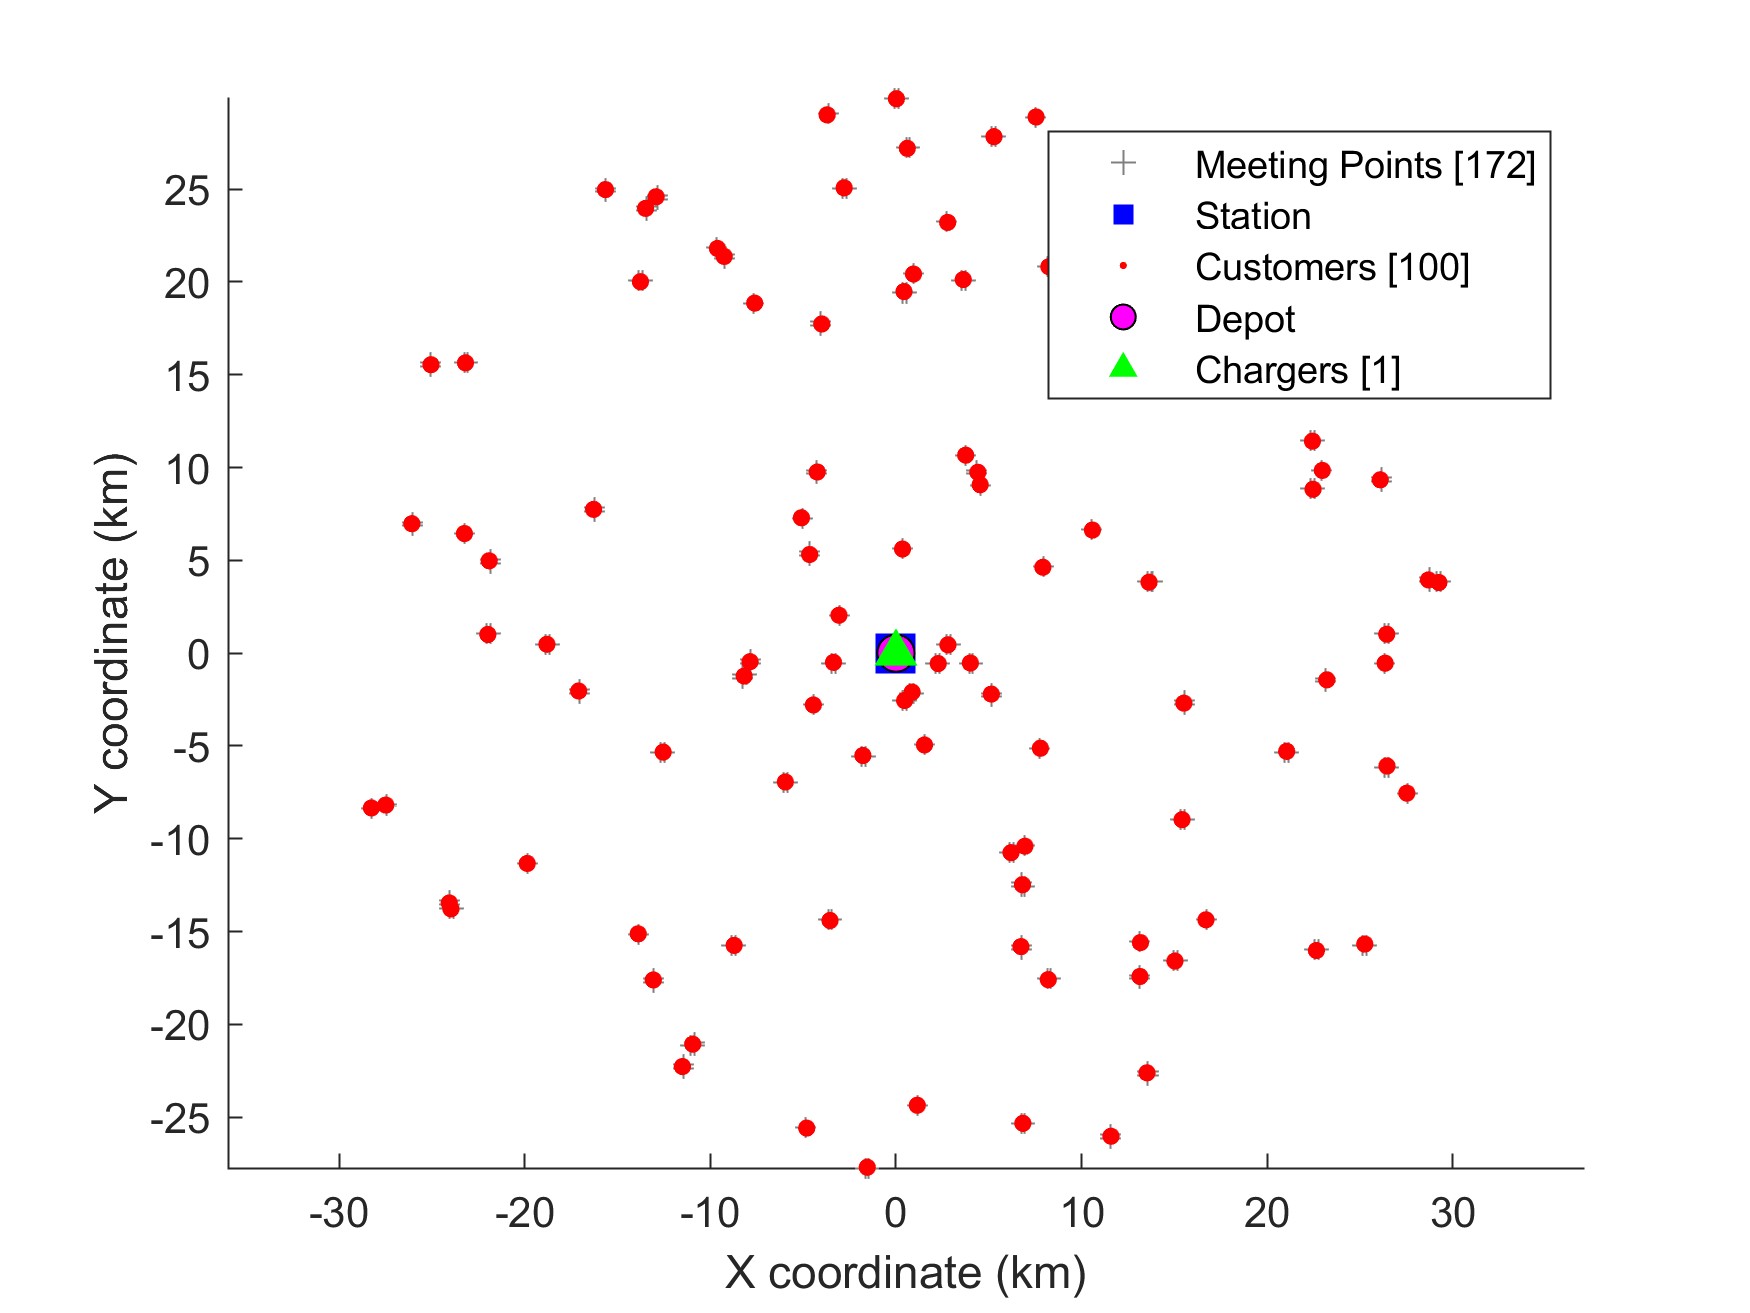 Meeting Points [172]
Station
Customers [100]
Depot
Chargers [1]
25
20
15
10
5
0
-5
-10
-15
-20
-25
Y coordinate (km)
-30 -20 -10 0 10 20 30
X coordinate (km)